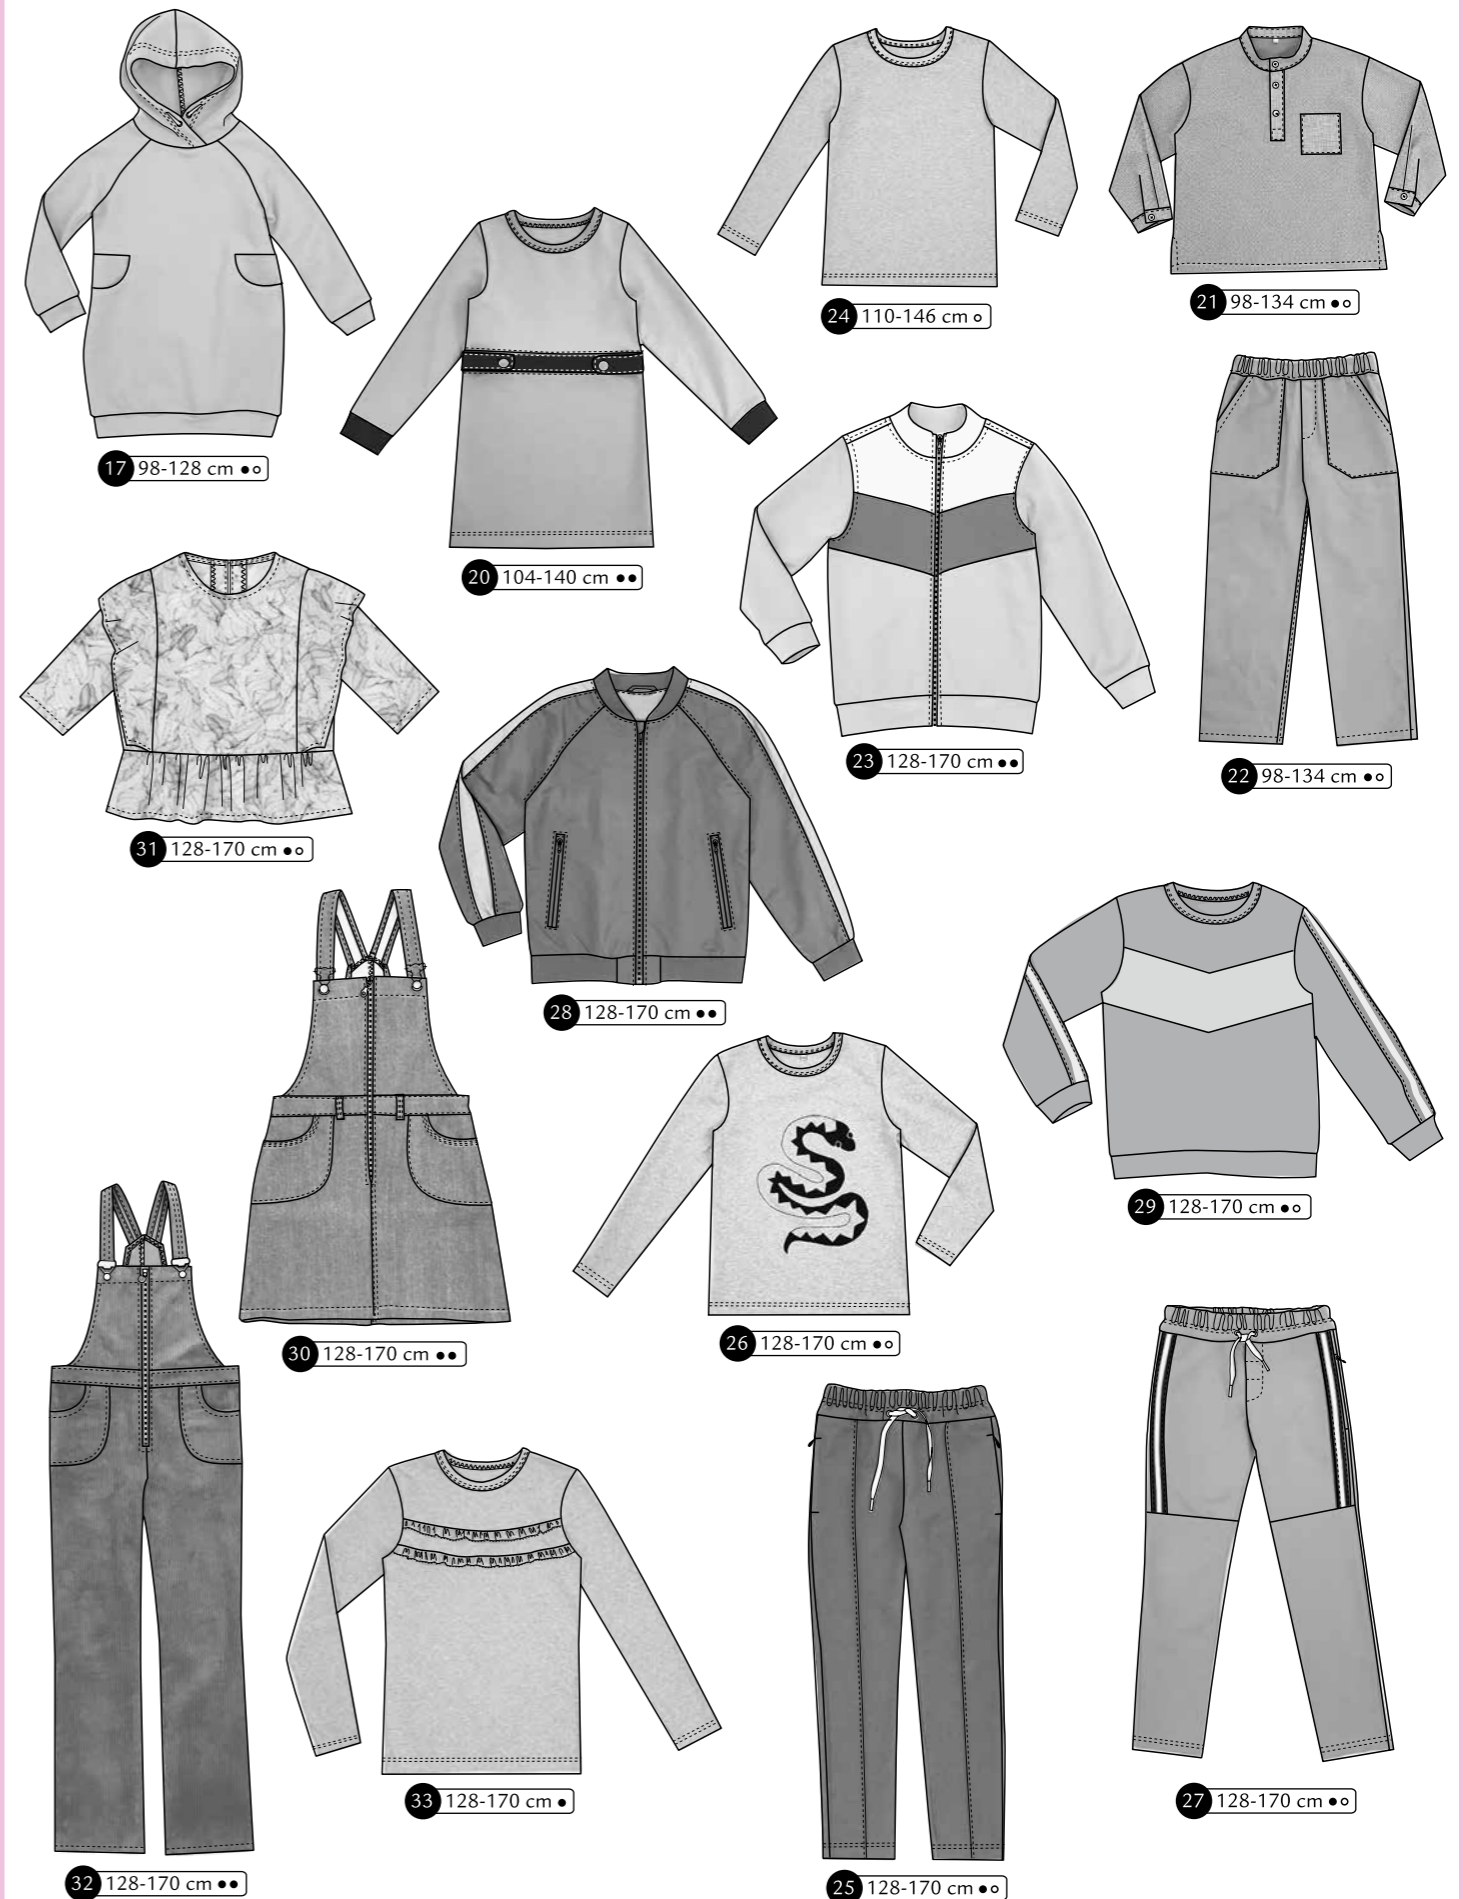 24 110-146 cm ○
21 98-134 cm ●○
17 98-128 cm ●○
20 104-140 cm ●●
23 128-170 cm ●●
22 98-134 cm ●○
31 128-170 cm ●○
28 128-170 cm ●●
29 128-170 cm ●○
30 128-170 cm ●●
26 128-170 cm ●○
33 128-170 cm ●
27 128-170 cm ●○
32 128-170 cm ●●
25 128-170 cm ●○